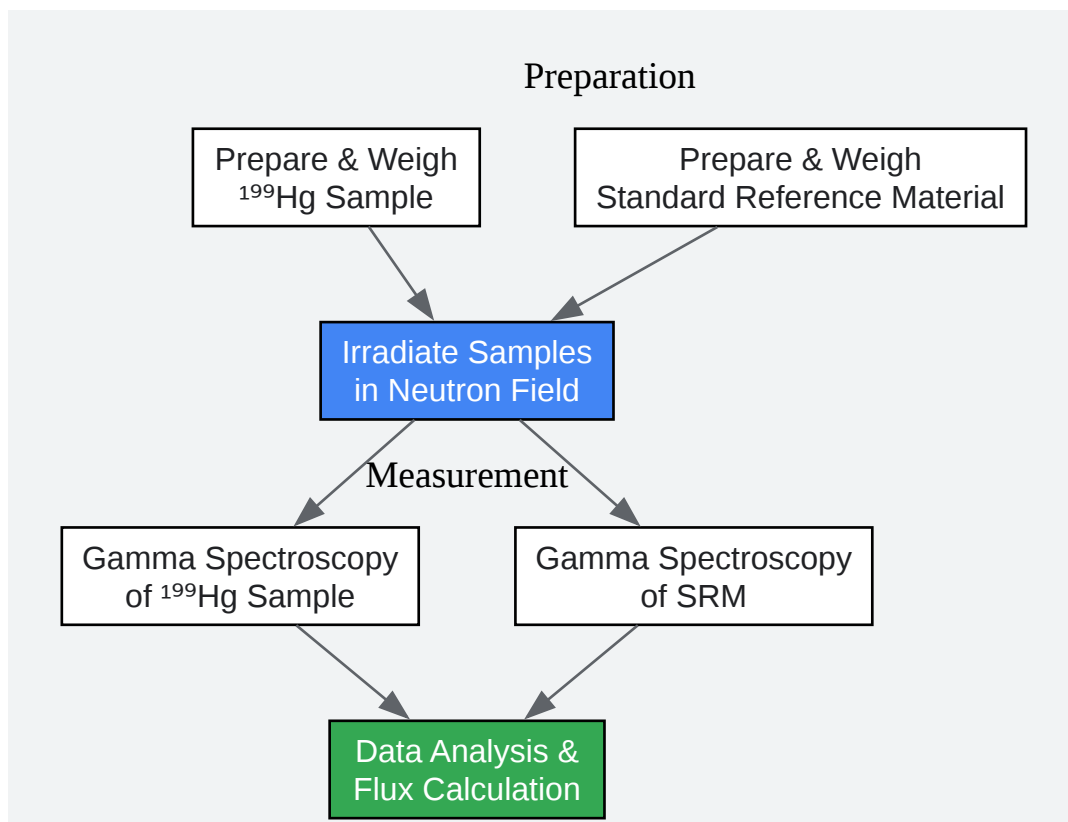 Preparation
Prepare & Weigh
¹⁹⁹Hg Sample
Prepare & Weigh
Standard Reference Material
Irradiate Samples
in Neutron Field
Measurement
Gamma Spectroscopy
of ¹⁹⁹Hg Sample
Gamma Spectroscopy
of SRM
Data Analysis &
Flux Calculation